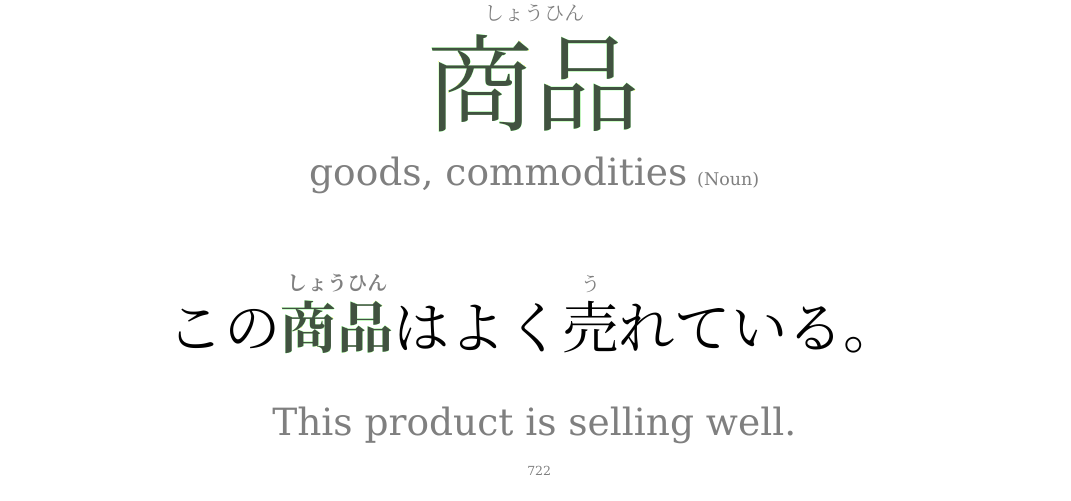 しょうひん
商品
goods, commodities (Noun)
しょうひん う
この商品はよく売れている。
This product is selling well.
722